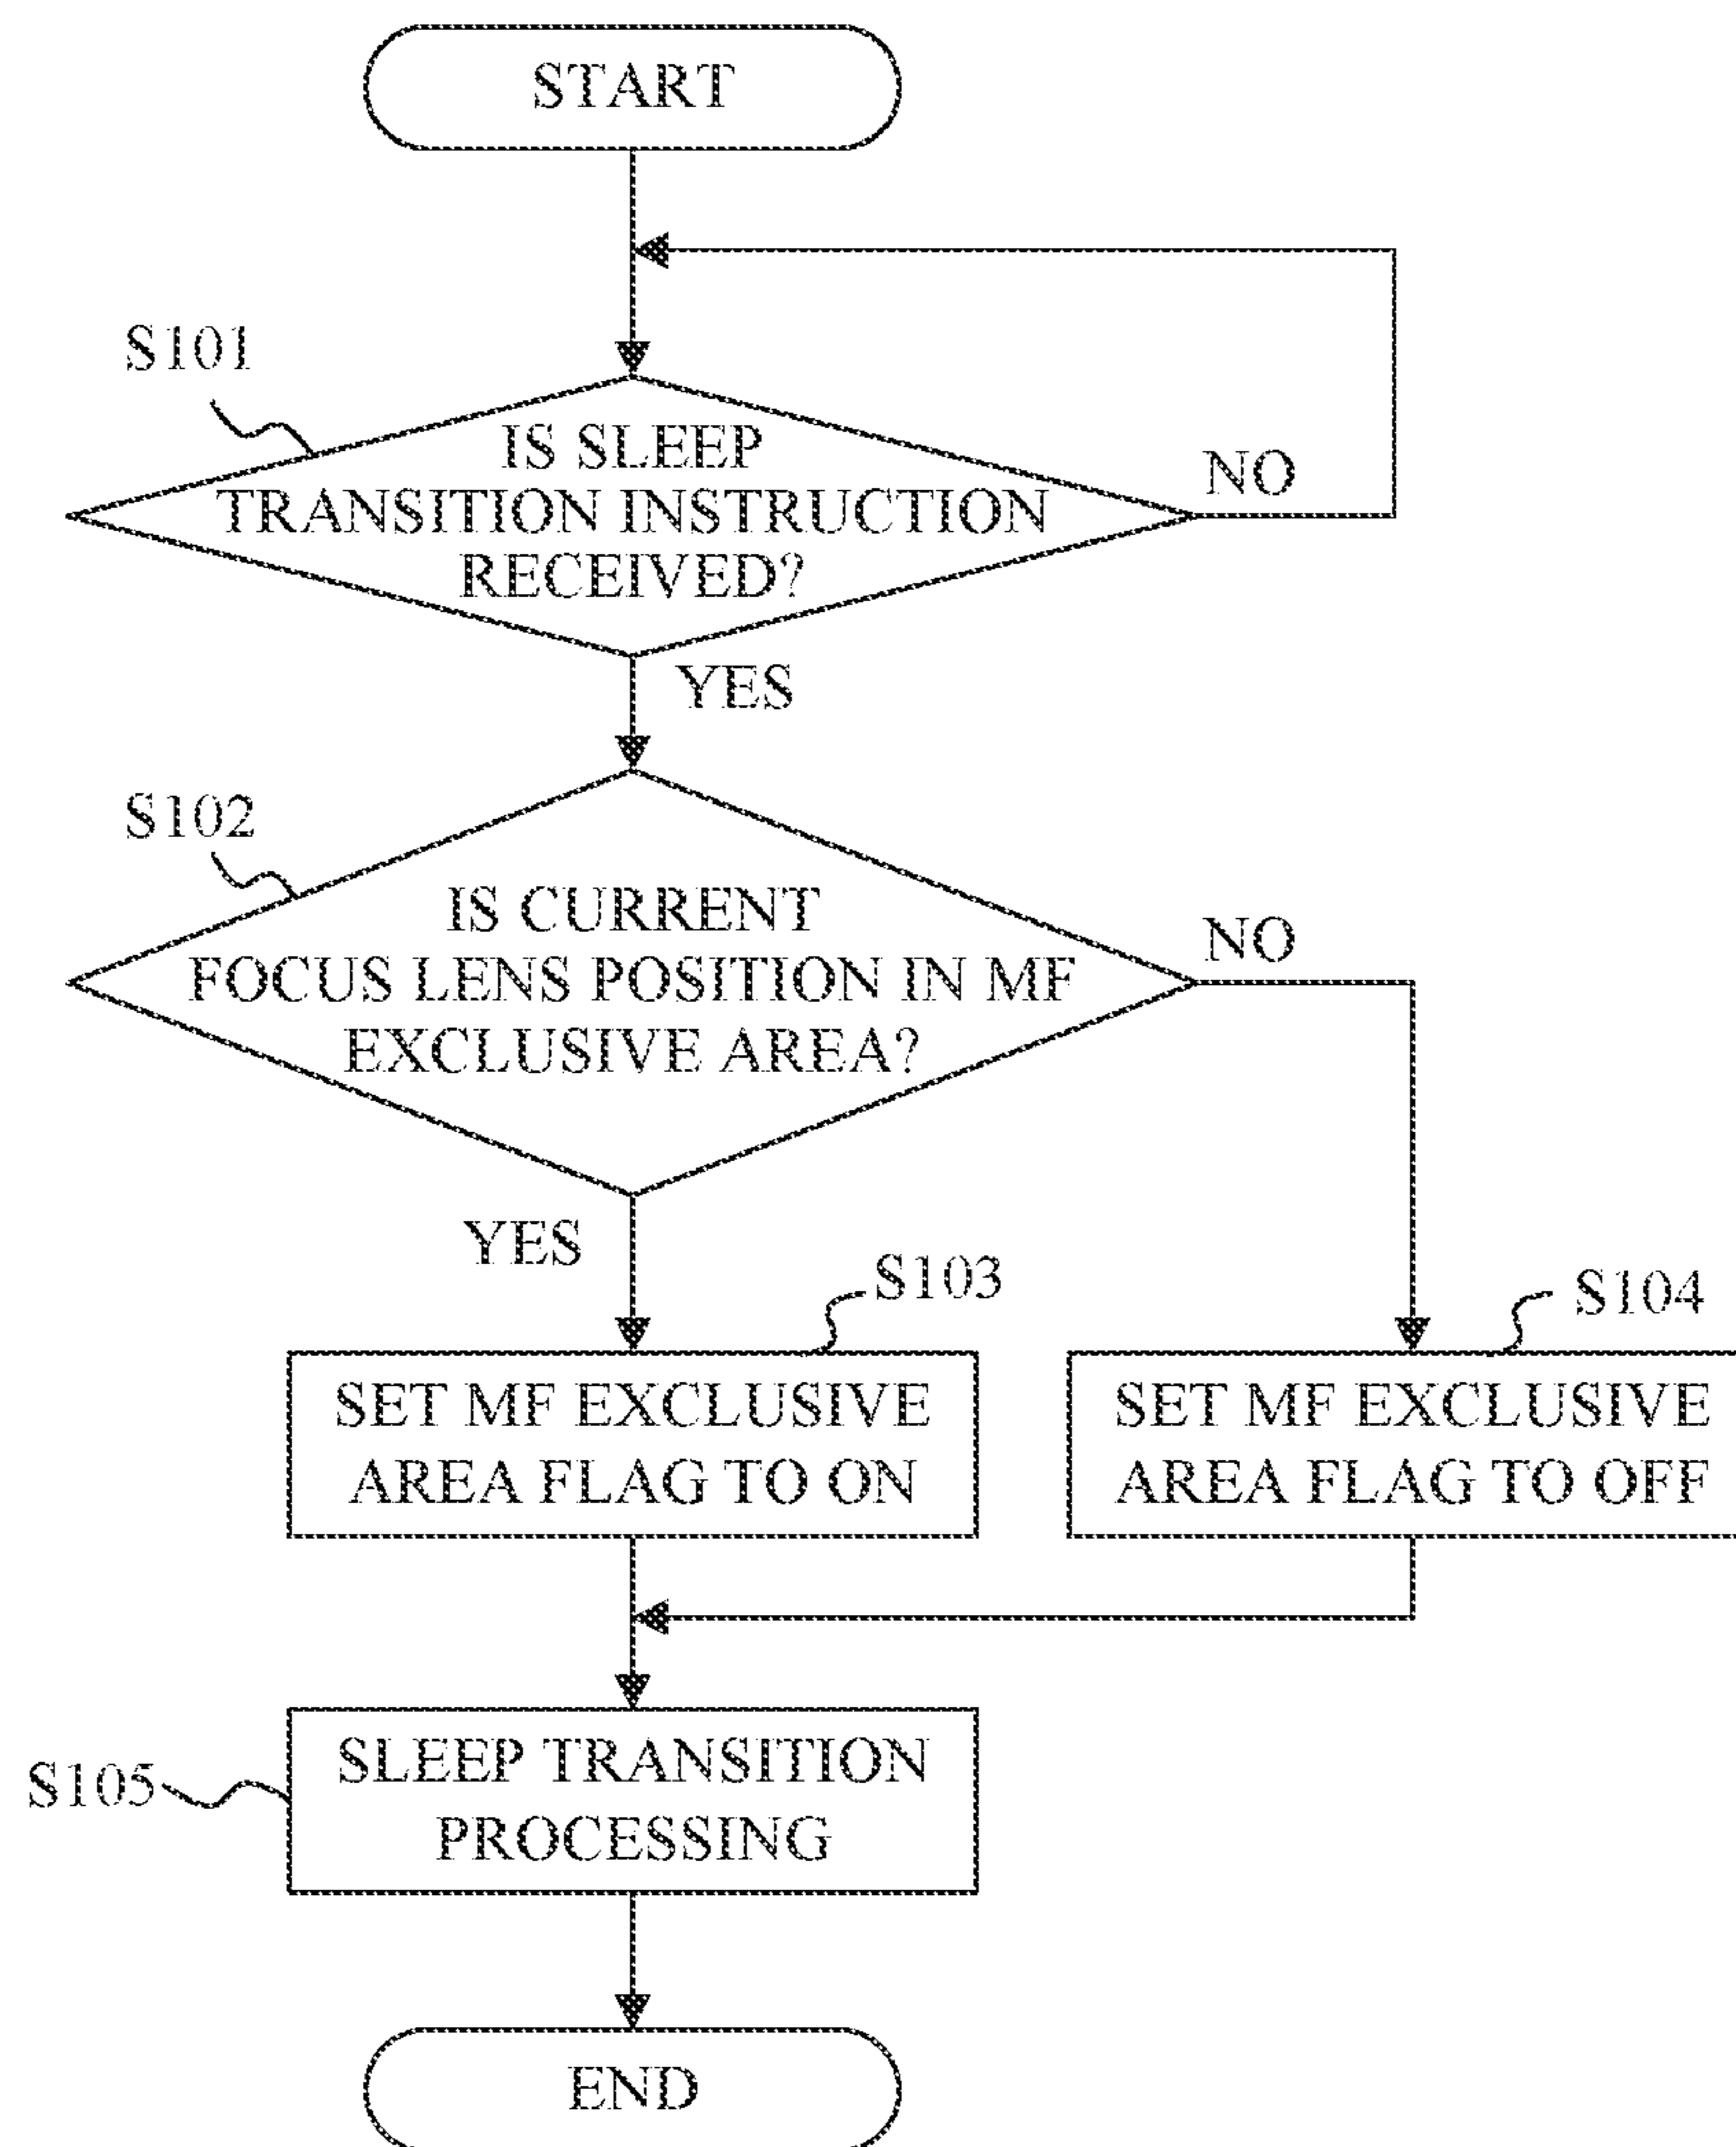 START
S101
IS SLEEP
TRANSITION INSTRUCTION
RECEIVED?
NO
YES
S102
IS CURRENT
FOCUS LENS POSITION IN MF
EXCLUSIVE AREA?
NO
YES
S103
SET MF EXCLUSIVE
AREA FLAG TO ON
S104
SET MF EXCLUSIVE
AREA FLAG TO OFF
S105
SLEEP TRANSITION
PROCESSING
END